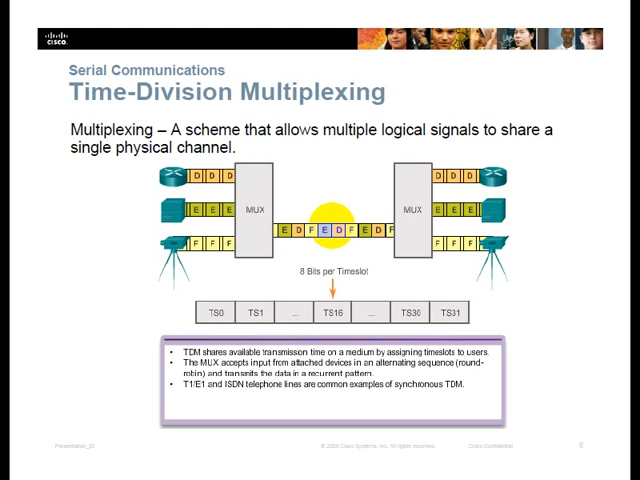 CISCO
Serial Communications
Time-Division Multiplexing
Multiplexing – A scheme that allows multiple logical signals to share a
single physical channel.
D D D
D D D
E E E
MUX
MUX
E E E
E D F E D F E D F
F F F
F F F
8 Bits per Timeslot
TS0 TS1 ... TS16 ... TS30 TS31
• TDM shares available transmission time on a medium by assigning timeslots to users.
• The MUX accepts input from attached devices in an alternating sequence (round-
robin) and transmits the data in a recurrent pattern.
• T1/E1 and ISDN telephone lines are common examples of synchronous TDM.
Presentation_ID
Cisco Systems, Inc. All rights reserved.
Cisco Confidential